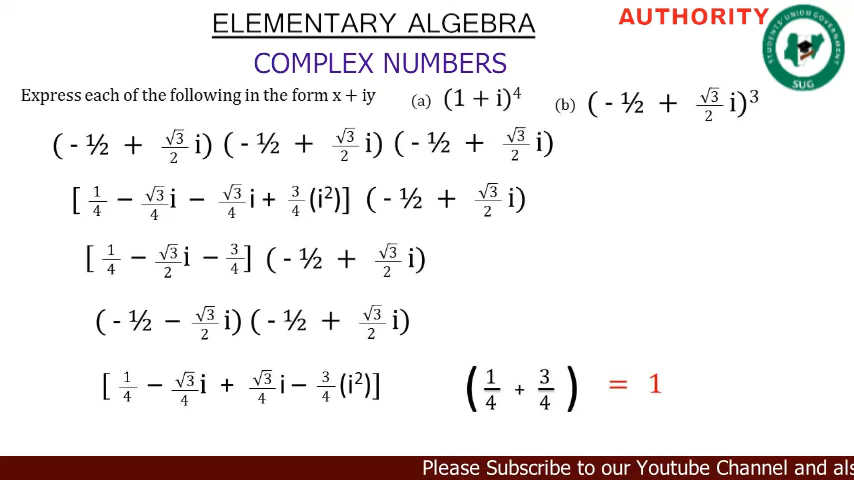 ELEMENTARY ALGEBRA
AUTHORITY
STUDENTS' UNION GOVERNMENT
SUG
COMPLEX NUMBERS
Express each of the following in the form x + iy (a) (1 + i)⁴ (b) (- ½ + √3/2 i)³
(- ½ + √3/2 i) (- ½ + √3/2 i) (- ½ + √3/2 i)
[ 1/4 − √3/4 i − √3/4 i + 3/4 (i²)] (- ½ + √3/2 i)
[ 1/4 − √3/2 i − 3/4 ] (- ½ + √3/2 i)
(- ½ − √3/2 i) (- ½ + √3/2 i)
[ 1/4 − √3/4 i + √3/4 i − 3/4 (i²)] ( 1/4 + 3/4 ) = 1
Please Subscribe to our Youtube Channel and als